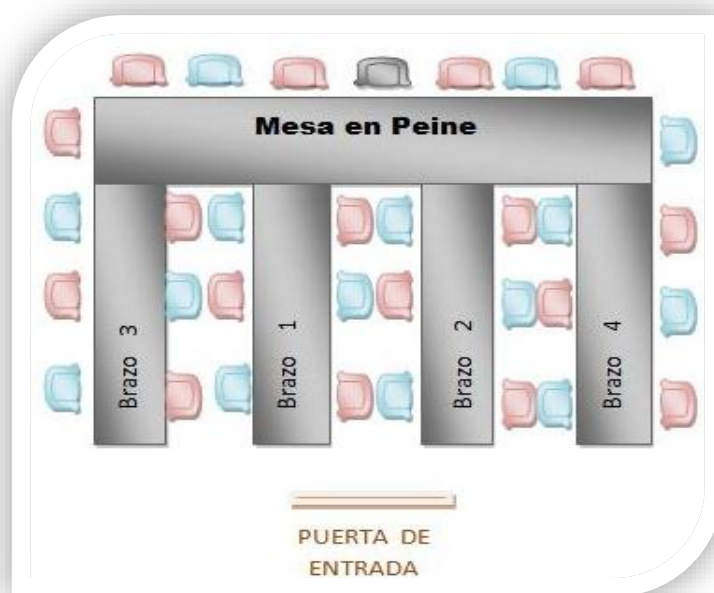 Mesa en Peine
Brazo 3
Brazo 1
Brazo 2
Brazo 4
PUERTA DE
ENTRADA